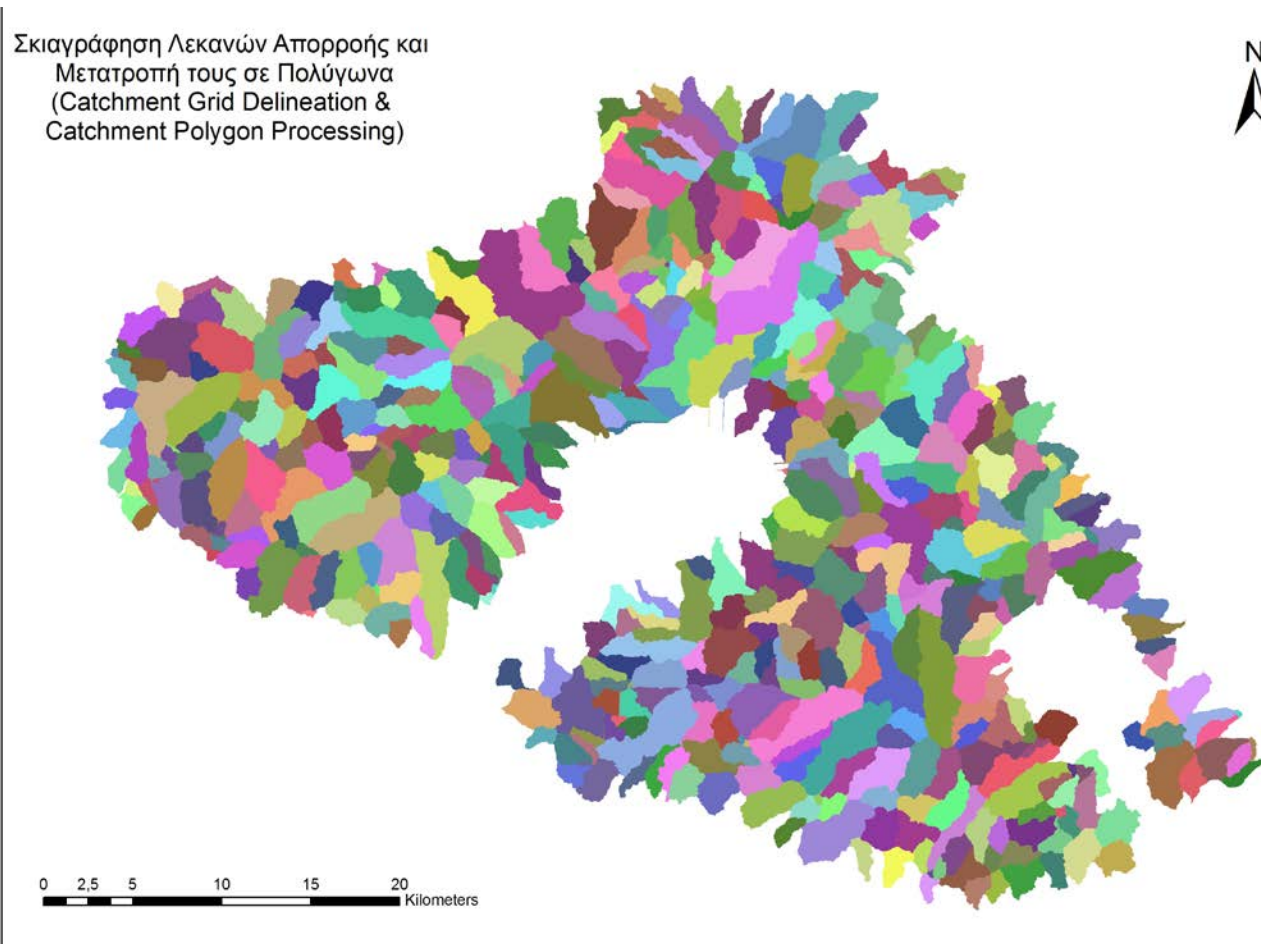 Σκιαγράφηση Λεκανών Απορροής και
Μετατροπή τους σε Πολύγωνα
(Catchment Grid Delineation &
Catchment Polygon Processing)
N
0 2,5 5 10 15 20
Kilometers